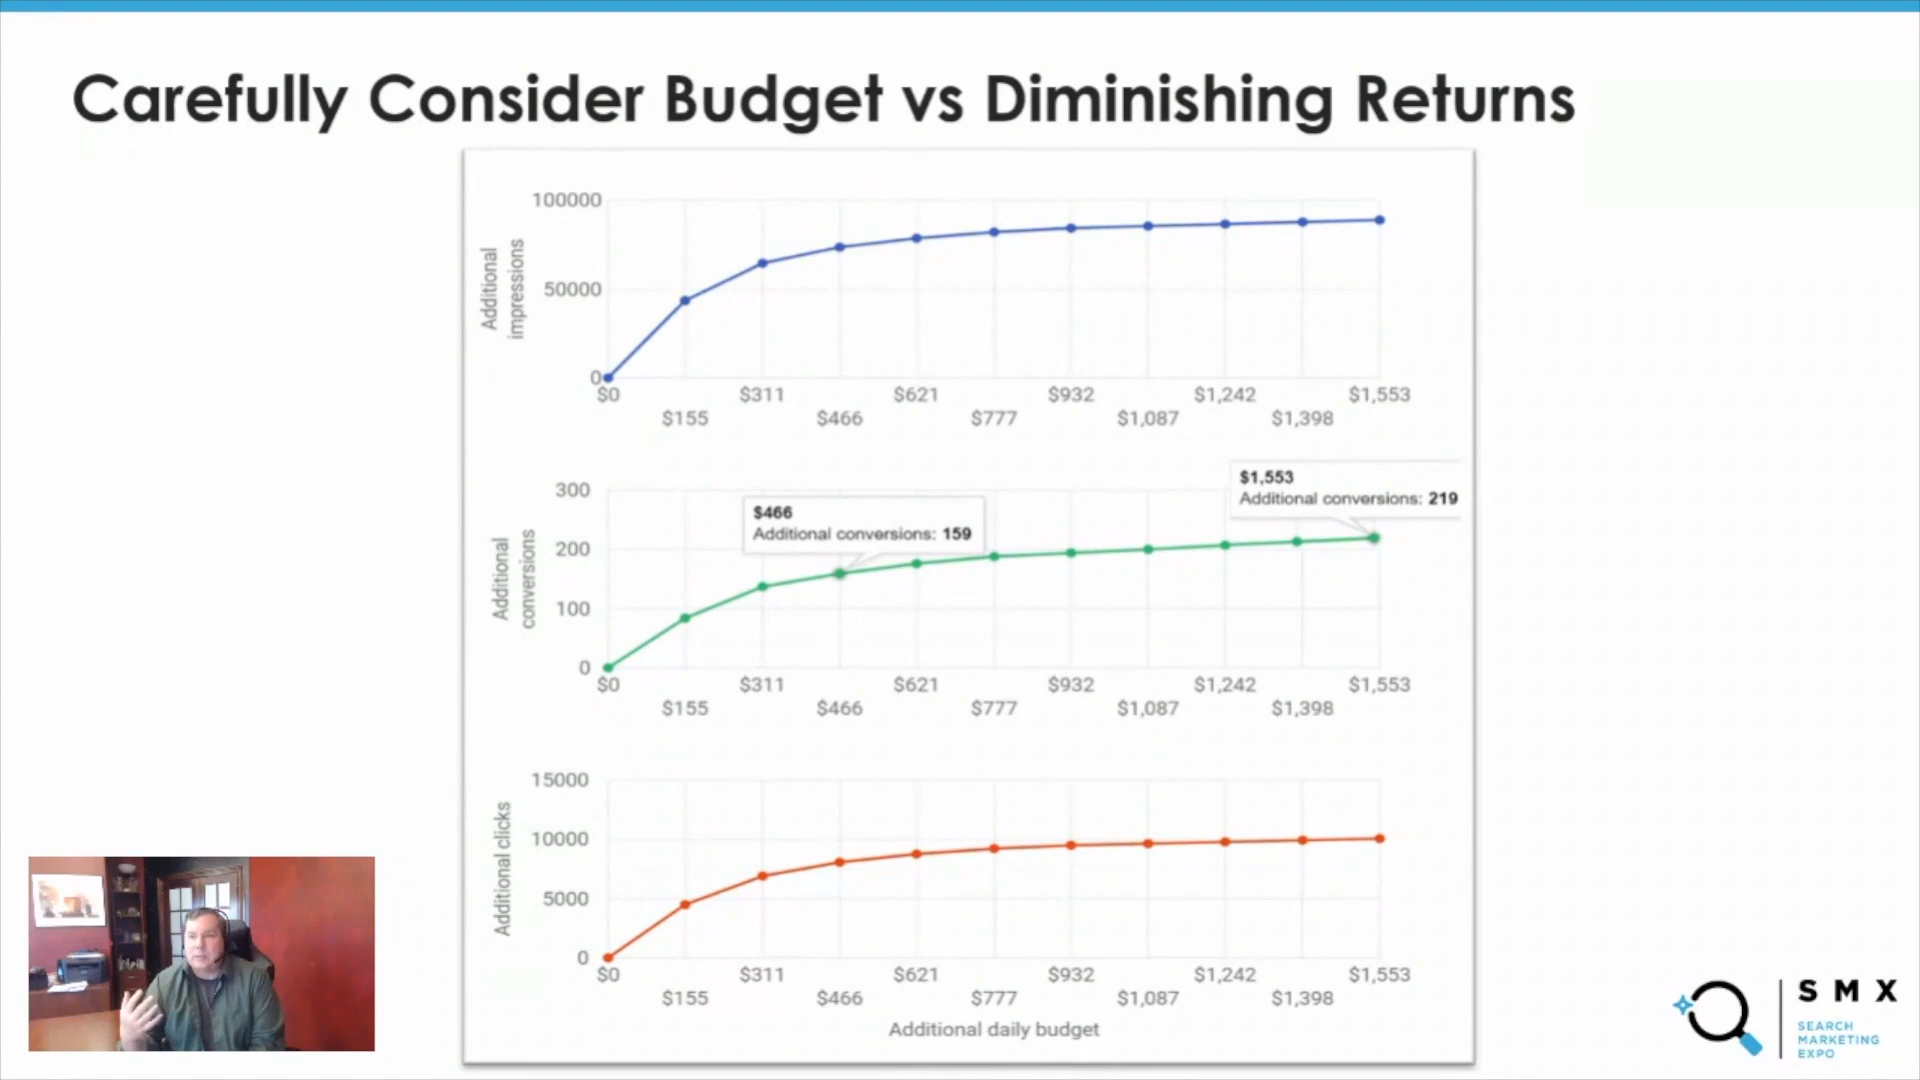 Carefully Consider Budget vs Diminishing Returns
Additional
impressions
100000
50000
0
$0 $311 $621 $932 $1,242 $1,553
$155 $466 $777 $1,087 $1,398
Additional
conversions
300
200
100
0
$466
Additional conversions: 159
$1,553
Additional conversions: 219
$0 $311 $621 $932 $1,242 $1,553
$155 $466 $777 $1,087 $1,398
Additional clicks
15000
10000
5000
0
$0 $311 $621 $932 $1,242 $1,553
$155 $466 $777 $1,087 $1,398
Additional daily budget
SMX
SEARCH
MARKETING
EXPO